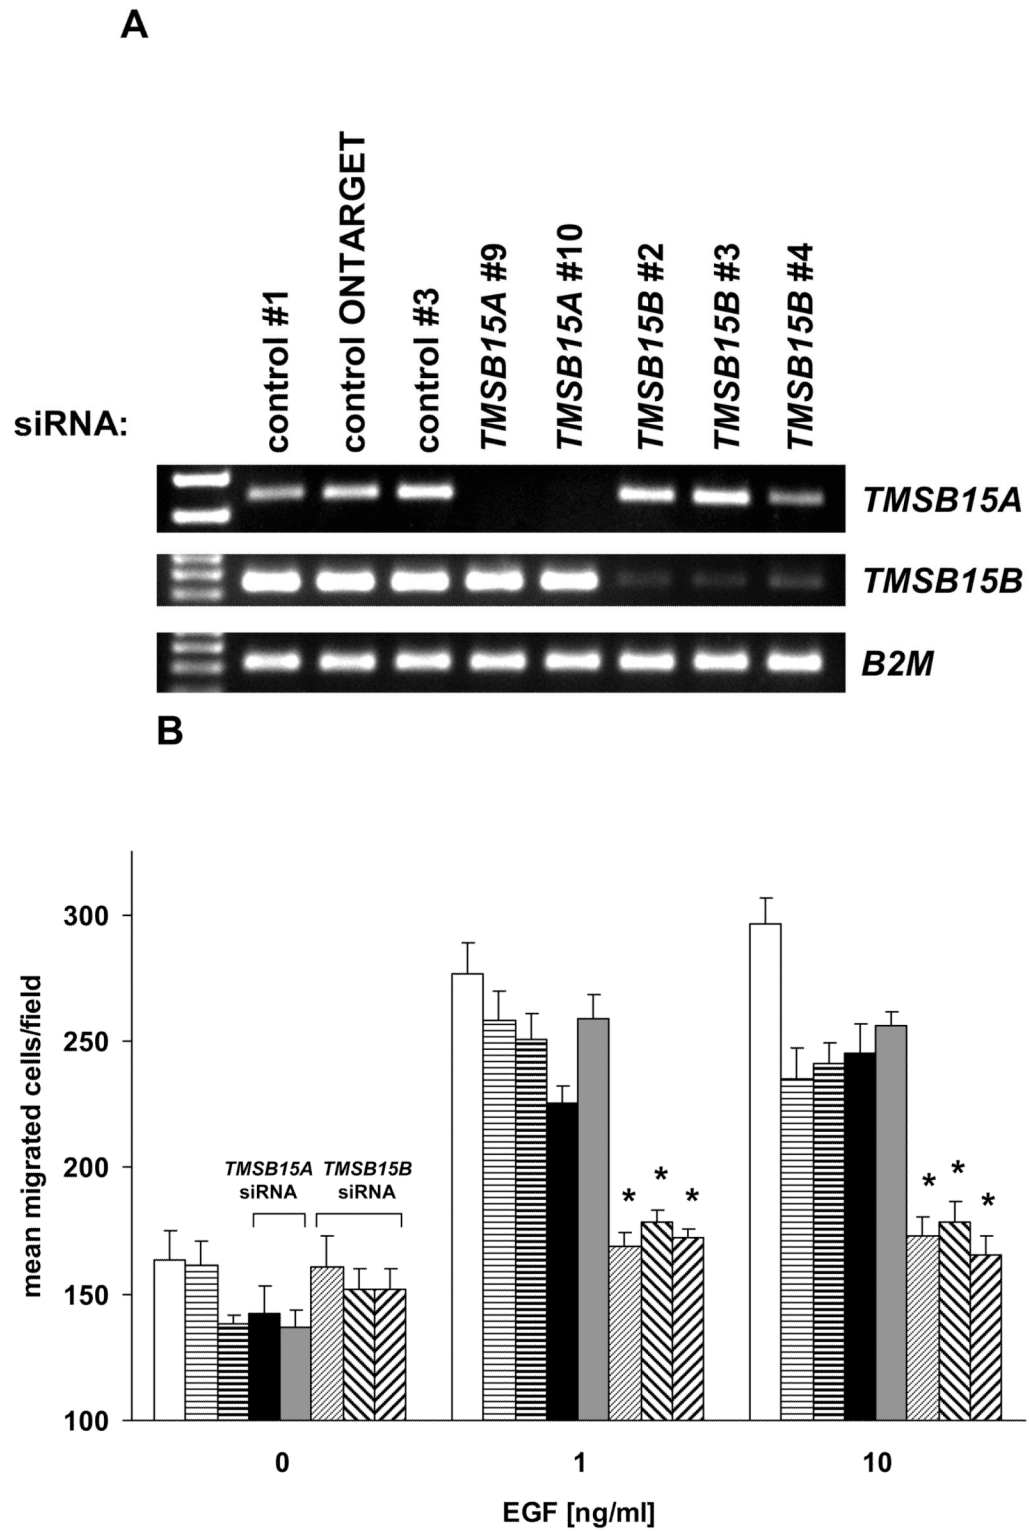 A
siRNA:
control #1
control ONTARGET
control #3
TMSB15A #9
TMSB15A #10
TMSB15B #2
TMSB15B #3
TMSB15B #4
TMSB15A
TMSB15B
B2M
B
mean migrated cells/field
300
250
200
150
100
TMSB15A
siRNA
TMSB15B
siRNA
* * *
* * *
0
1
10
EGF [ng/ml]